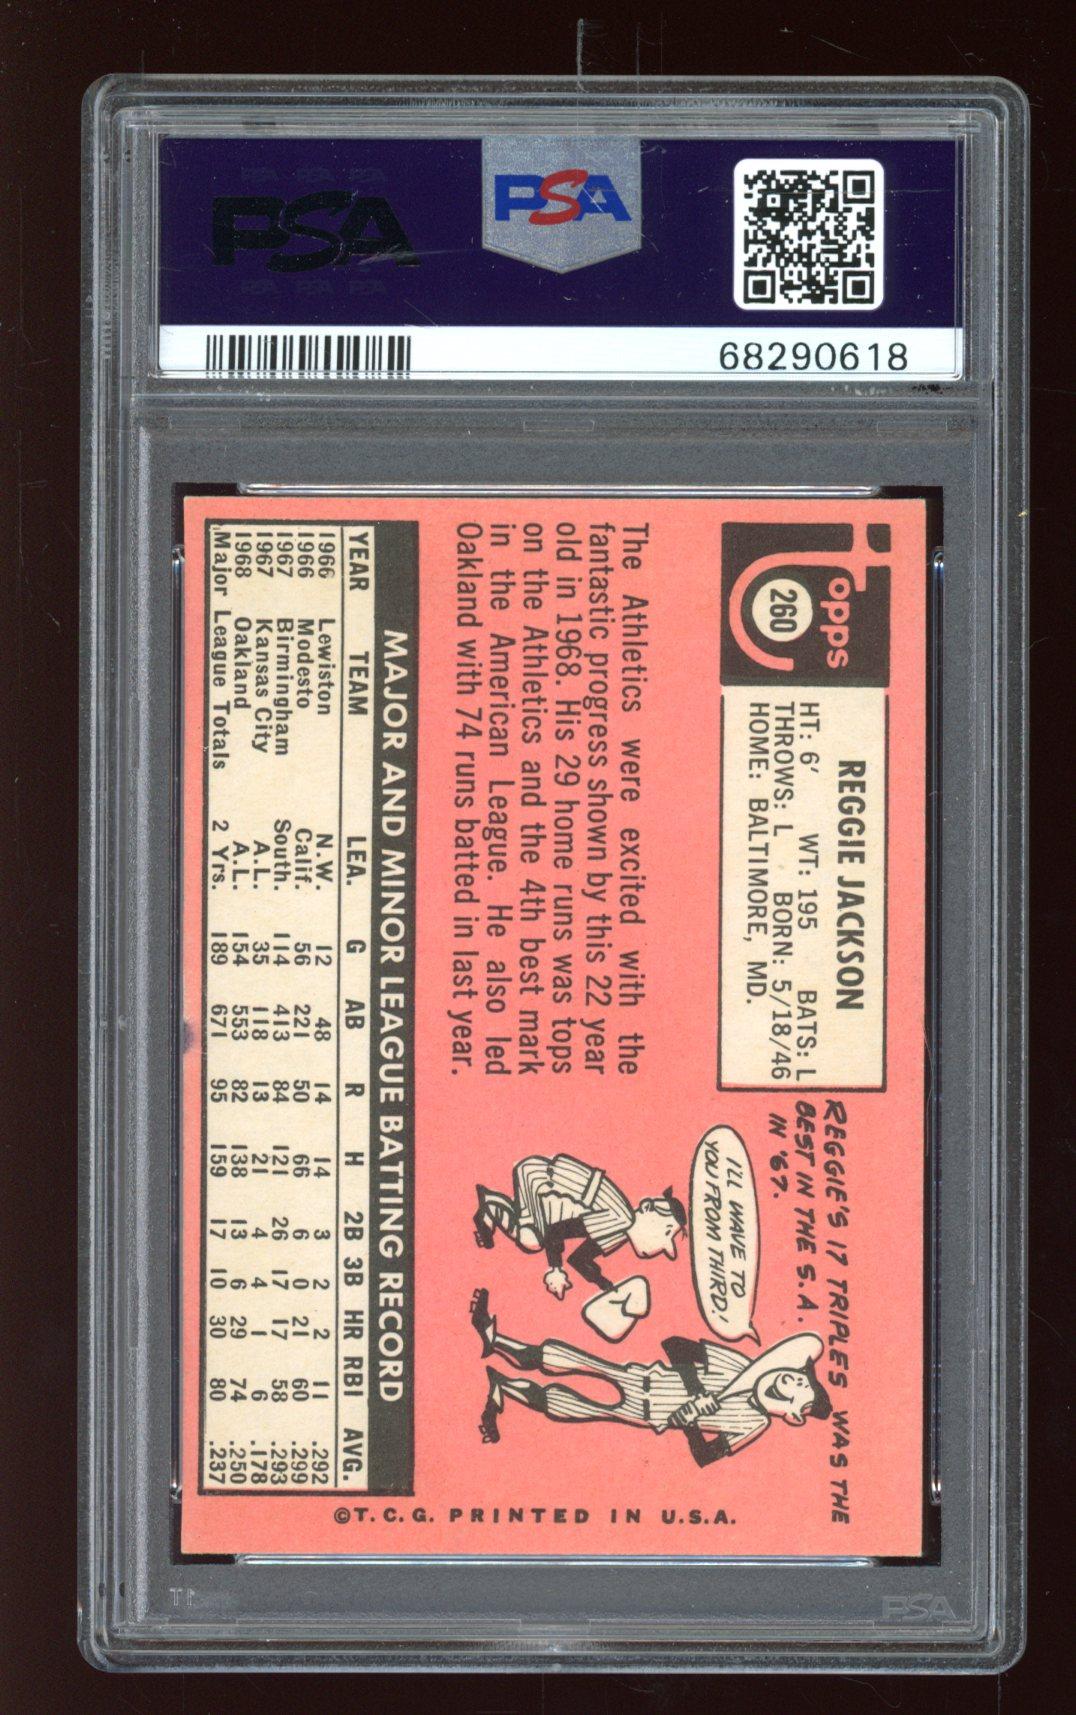 PSA
PSA
68290618
Topps
260
REGGIE JACKSON
HT: 6' WT: 195 BATS: L
THROWS: L BORN: 5/18/46
HOME: BALTIMORE, MD.
REGGIE'S 17 TRIPLES WAS THE
BEST IN THE S.A.
IN '67.
I'LL WAVE TO
YOU FROM THIRD!
The Athletics were excited with the
fantastic progress shown by this 22 year
old in 1968. His 29 home runs was tops
on the Athletics and the 4th best mark
in the American League. He also led
Oakland with 74 runs batted in last year.
MAJOR AND MINOR LEAGUE BATTING RECORD
YEAR TEAM LEA. G AB R H 2B 3B HR RBI AVG.
1966 Lewiston N.W. 12 48 14 14 3 2 2 11 .292
1966 Modesto Calif. 56 221 50 66 6 0 21 60 .299
1967 Birmingham South. 114 413 84 121 26 17 17 58 .293
1967 Kansas City A.L. 35 118 13 21 4 4 1 6 .178
1968 Oakland A.L. 154 553 82 138 13 6 29 74 .250
Major League Totals 2 Yrs. 189 671 95 159 17 10 30 80 .237
©T.C.G. PRINTED IN U.S.A.
PSA